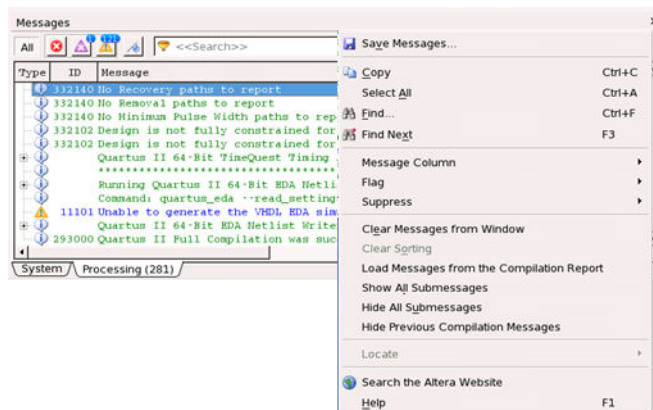 Messages
All 1 121 <<Search>>
Type ID Message
332140 No Recovery paths to report
332140 No Removal paths to report
332140 No Minimum Pulse Width paths to rep
332102 Design is not fully constrained for
332102 Design is not fully constrained for
Quartus II 64-Bit TimeQuest Timing
************************************
Running Quartus II 64-Bit EDA Netli
Command: quartus_eda --read_setting
11101 Unable to generate the VHDL EDA sim
Quartus II 64-Bit EDA Netlist Write
293000 Quartus II Full Compilation was suc
System Processing (281)
Save Messages...
Copy Ctrl+C
Select All Ctrl+A
Find... Ctrl+F
Find Next F3
Message Column
Flag
Suppress
Clear Messages from Window
Clear Sorting
Load Messages from the Compilation Report
Show All Submessages
Hide All Submessages
Hide Previous Compilation Messages
Locate
Search the Altera Website
Help F1